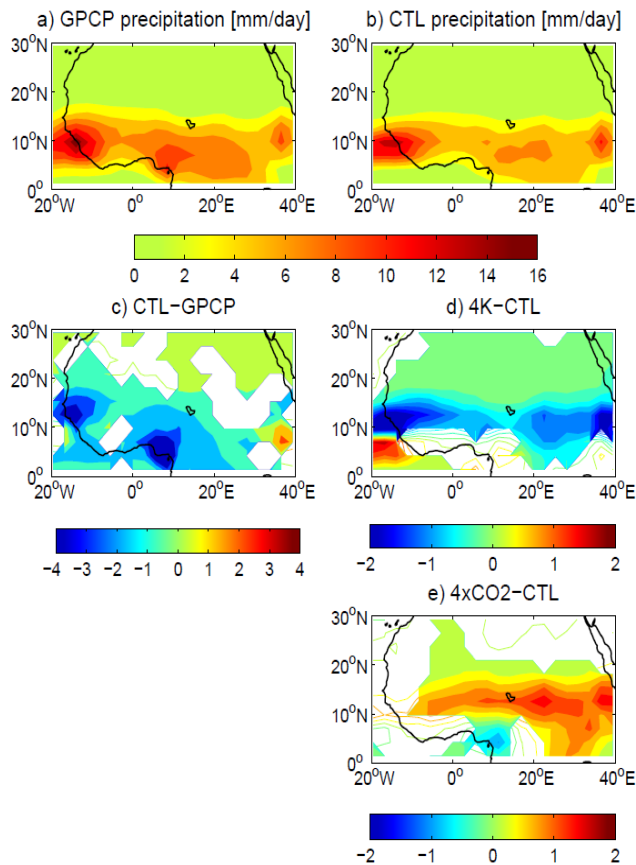 a) GPCP precipitation [mm/day]
b) CTL precipitation [mm/day]
30°N
20°N
10°N
0°
20°W 0° 20°E 40°E
30°N
20°N
10°N
0°
20°W 0° 20°E 40°E
0 2 4 6 8 10 12 14 16
c) CTL−GPCP
d) 4K−CTL
30°N
20°N
10°N
0°
20°W 0° 20°E 40°E
30°N
20°N
10°N
0°
20°W 0° 20°E 40°E
−4 −3 −2 −1 0 1 2 3 4
−2 −1 0 1 2
e) 4xCO2−CTL
30°N
20°N
10°N
0°
20°W 0° 20°E 40°E
−2 −1 0 1 2